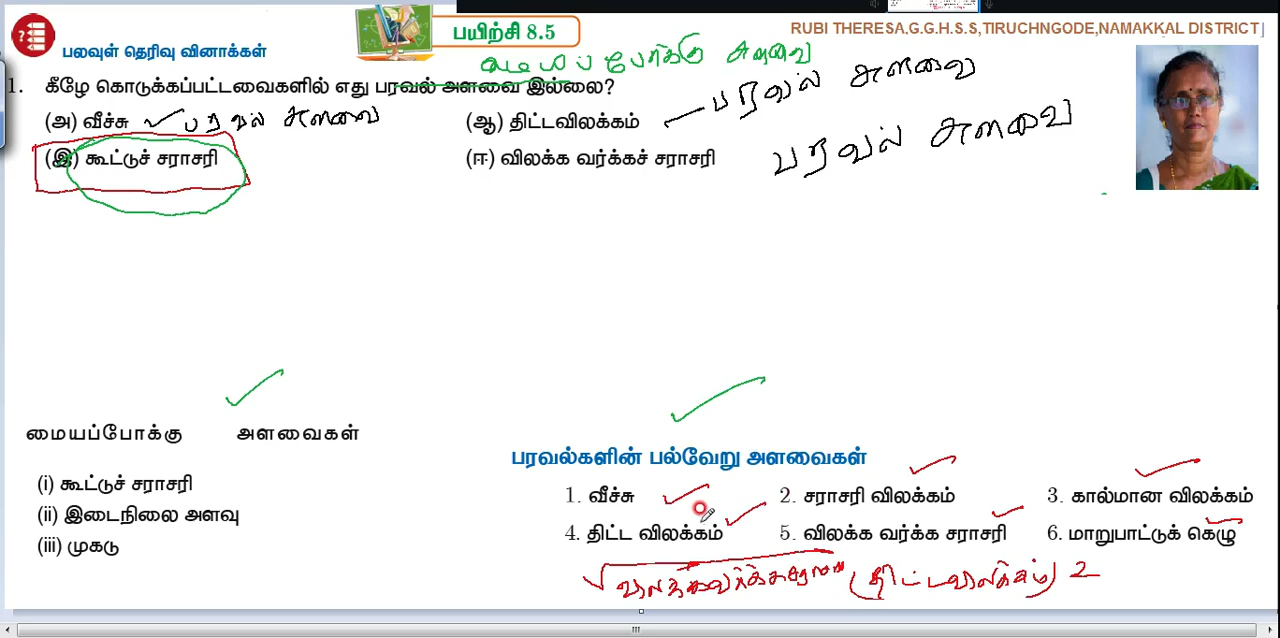 பலவுள் தெரிவு வினாக்கள்
பயிற்சி 8.5
RUBI THERESA,G.G.H.S.S,TIRUCHNGODE,NAMAKKAL DISTRICT
மையப்போக்கு அளவை
1. கீழே கொடுக்கப்பட்டவைகளில் எது பரவல் அளவை இல்லை?
(அ) வீச்சு பரவல் அளவை
(ஆ) திட்டவிலக்கம் பரவல் அளவை
(இ) கூட்டுச் சராசரி
(ஈ) விலக்க வர்க்கச் சராசரி பரவல் அளவை
மையப்போக்கு அளவைகள்
(i) கூட்டுச் சராசரி
(ii) இடைநிலை அளவு
(iii) முகடு
பரவல்களின் பல்வேறு அளவைகள்
1. வீச்சு 2. சராசரி விலக்கம் 3. கால்மான விலக்கம்
4. திட்ட விலக்கம் 5. விலக்க வர்க்க சராசரி 6. மாறுபாட்டுக் கெழு
(திட்டவிலக்கம்) 2